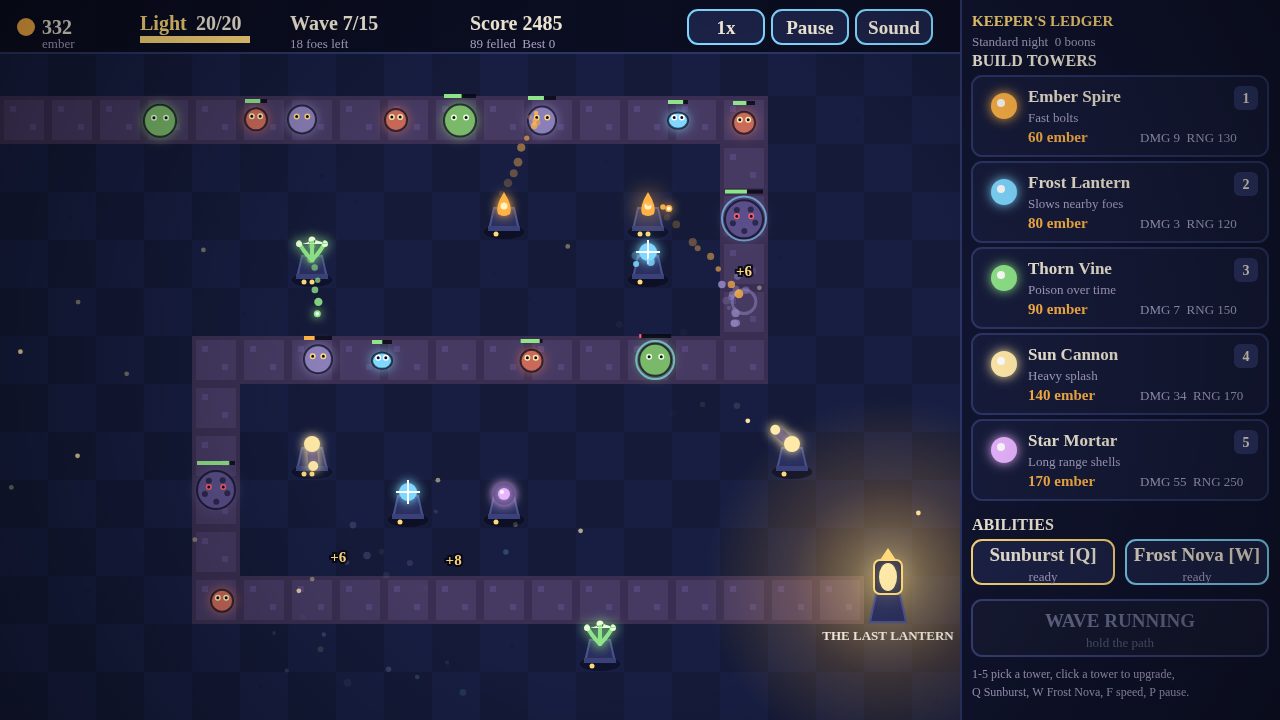 332
ember
Light 20/20
Wave 7/15
18 foes left
Score 2485
89 felled Best 0
1x
Pause
Sound
KEEPER'S LEDGER
Standard night 0 boons
BUILD TOWERS
Ember Spire
1
Fast bolts
60 ember
DMG 9 RNG 130
Frost Lantern
2
Slows nearby foes
80 ember
DMG 3 RNG 120
Thorn Vine
3
Poison over time
90 ember
DMG 7 RNG 150
Sun Cannon
4
Heavy splash
140 ember
DMG 34 RNG 170
Star Mortar
5
Long range shells
170 ember
DMG 55 RNG 250
ABILITIES
Sunburst [Q]
ready
Frost Nova [W]
ready
WAVE RUNNING
hold the path
1-5 pick a tower, click a tower to upgrade,
Q Sunburst, W Frost Nova, F speed, P pause.
+6
+6
+8
THE LAST LANTERN